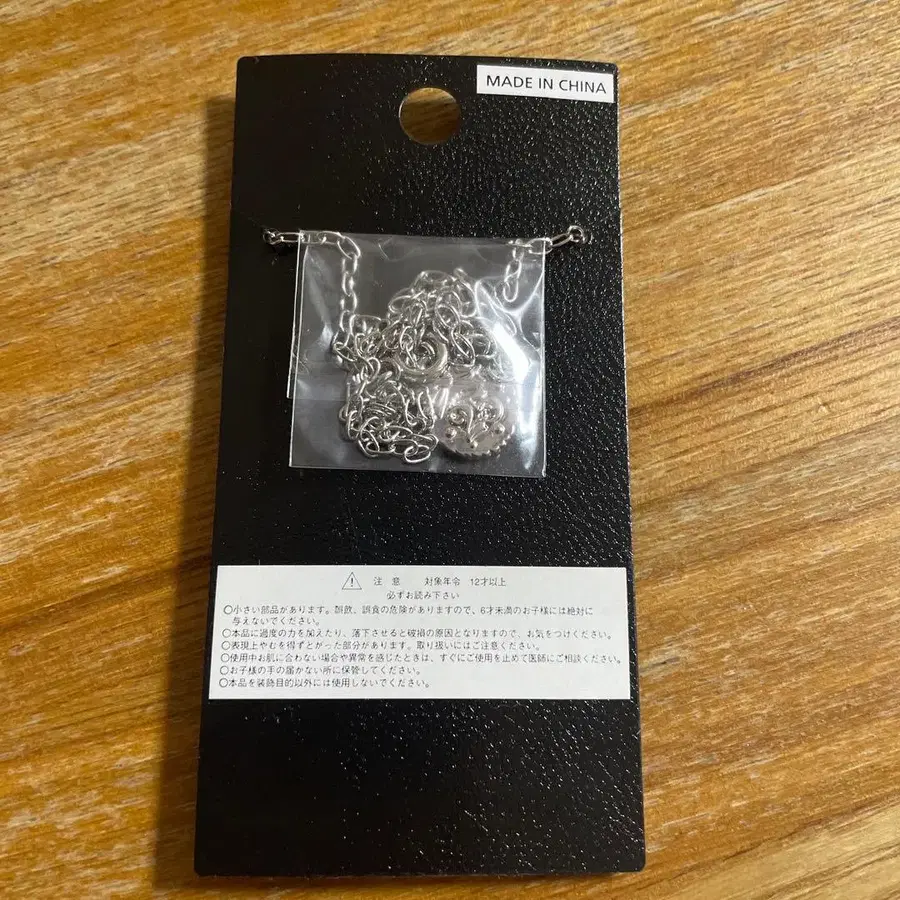 MADE IN CHINA
⚠ 注 意 対象年令 12才以上
必ずお読み下さい
○小さい部品があります。誤飲、誤食の危険がありますので、6才未満のお子様には絶対に
与えないでください。
○本品に過度の力を加えたり、落下させると破損の原因となりますので、お気をつけください。
○表現上やむを得ずとがった部分があります。取り扱いにはご注意ください。
○使用中お肌に合わない場合や異常を感じたときは、すぐにご使用を止めて医師にご相談ください。
○お子様の手の届かない所に保管してください。
○本品を装飾目的以外には使用しないでください。